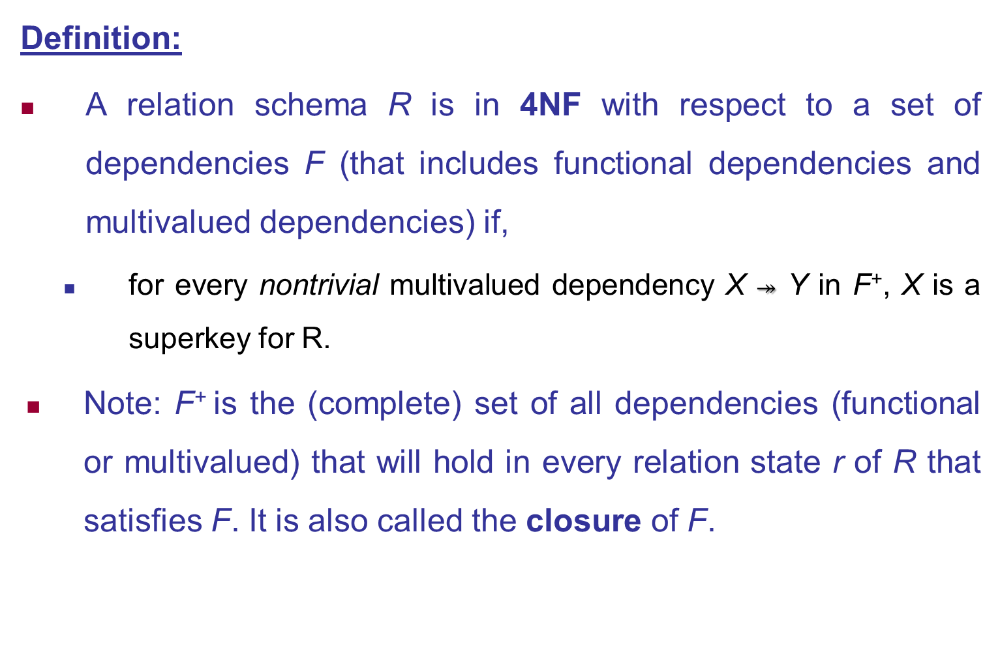 Definition:
A relation schema R is in 4NF with respect to a set of
dependencies F (that includes functional dependencies and
multivalued dependencies) if,
for every nontrivial multivalued dependency X ↠ Y in F⁺, X is a
superkey for R.
Note: F⁺ is the (complete) set of all dependencies (functional
or multivalued) that will hold in every relation state r of R that
satisfies F. It is also called the closure of F.